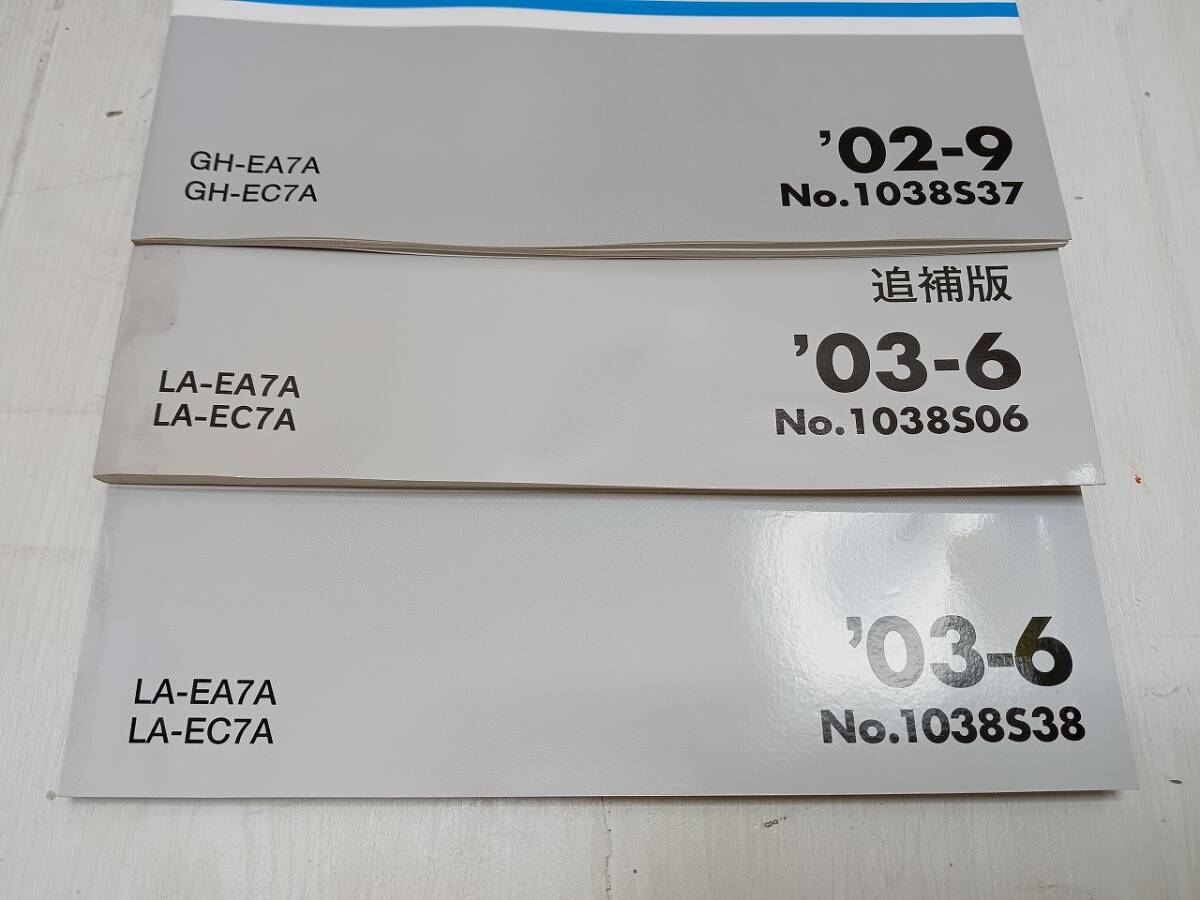 GH-EA7A
GH-EC7A
’02-9
No.1038S37
追補版
’03-6
No.1038S06
LA-EA7A
LA-EC7A
’03-6
No.1038S38
LA-EA7A
LA-EC7A